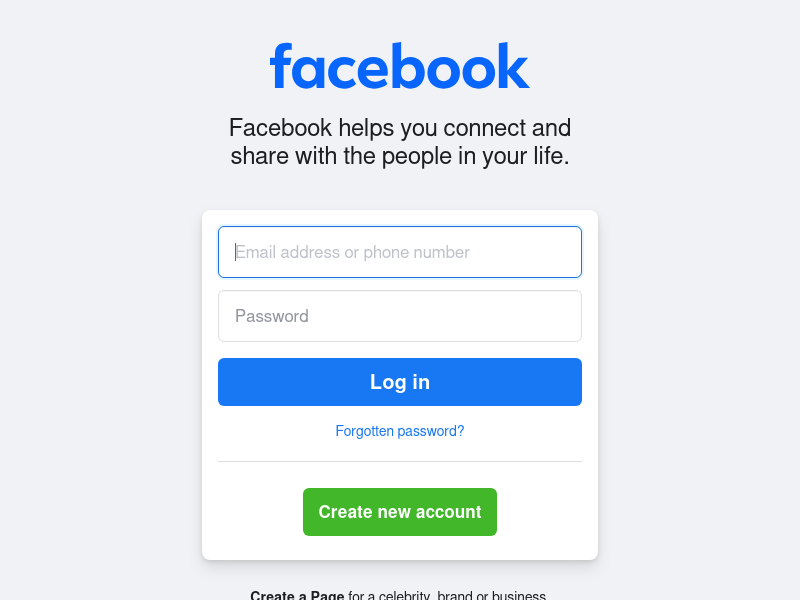 facebook
Facebook helps you connect and
share with the people in your life.
Email address or phone number
Password
Log in
Forgotten password?
Create new account
Create a Page for a celebrity, brand or business.